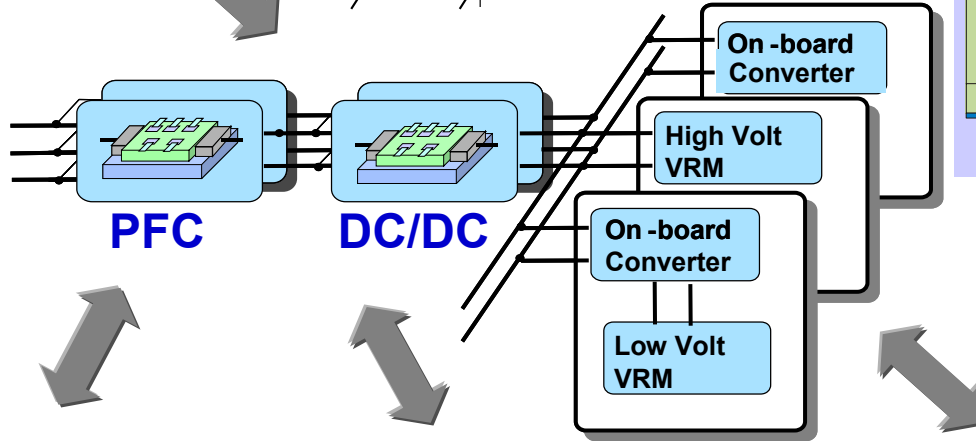 On -board
Converter
High Volt
VRM
PFC
DC/DC
On -board
Converter
Low Volt
VRM